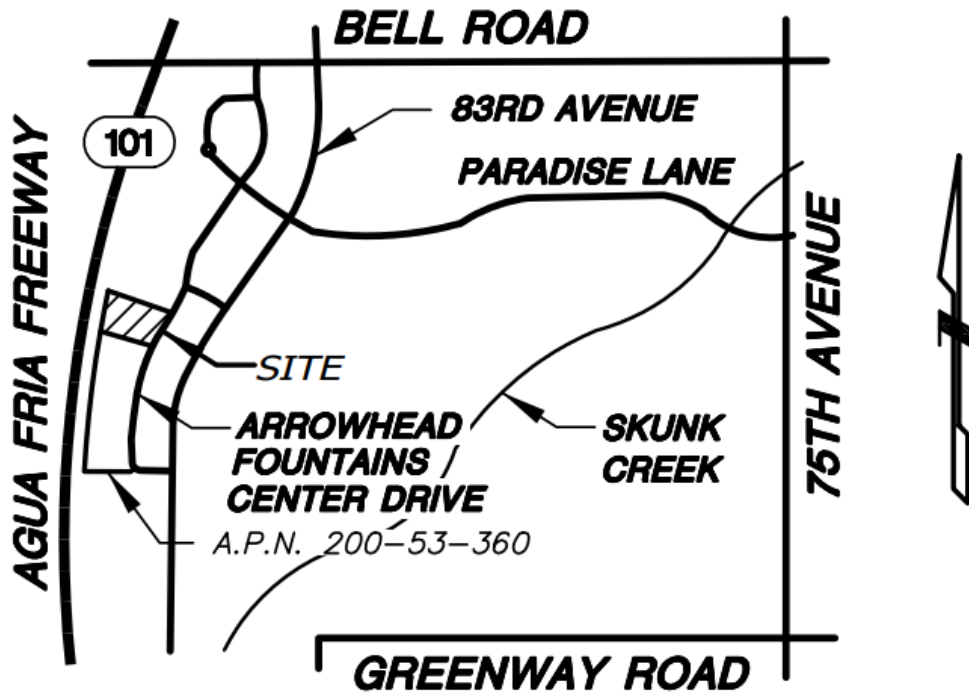 BELL ROAD
101
83RD AVENUE
PARADISE LANE
AGUA FRIA FREEWAY
75TH AVENUE
SITE
ARROWHEAD
FOUNTAINS
CENTER DRIVE
SKUNK
CREEK
A.P.N. 200-53-360
GREENWAY ROAD